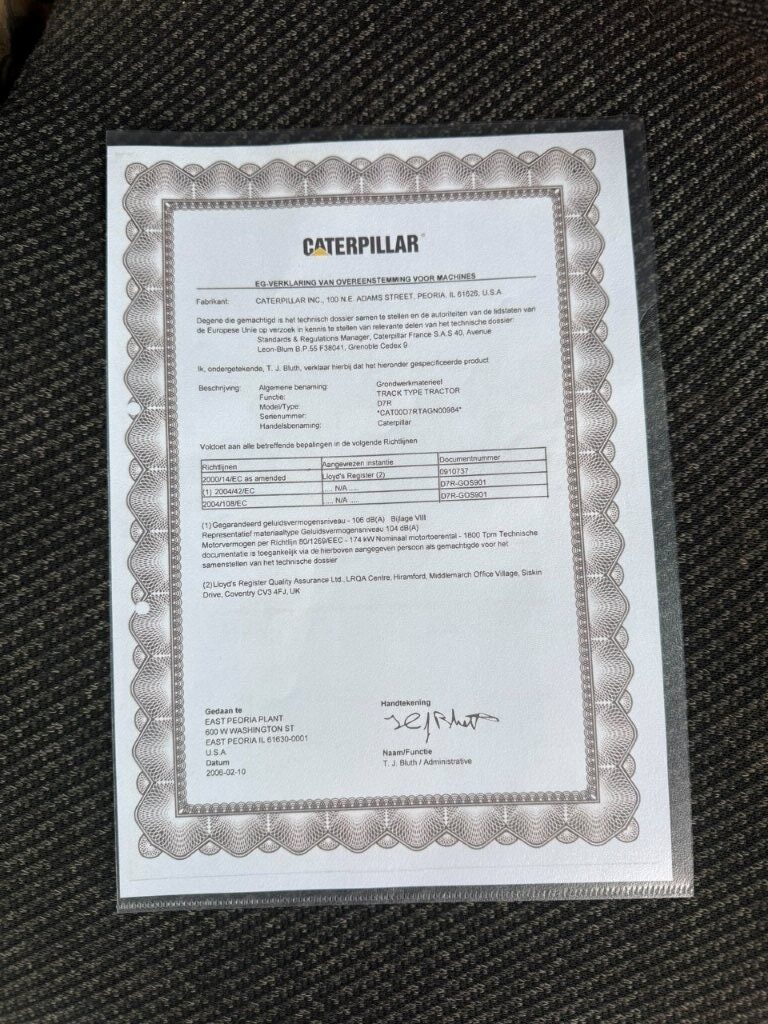 CATERPILLAR®
EG-VERKLARING VAN OVEREENSTEMMING VOOR MACHINES
Fabrikant: CATERPILLAR INC., 100 N.E. ADAMS STREET, PEORIA, IL 61626, U.S.A.
Degene die gemachtigd is het technisch dossier samen te stellen en de autoriteiten van de lidstaten van
de Europese Unie op verzoek in kennis te stellen van relevante delen van het technische dossier:
Standards & Regulations Manager, Caterpillar France S.A.S 40, Avenue
Leon-Blum B.P.55 F38041, Grenoble Cedex 9
Ik, ondergetekende, T. J. Bluth, verklaar hierbij dat het hieronder gespecificeerde product
Beschrijving: Algemene benaming: Grondwerkmaterieel
Functie: TRACK TYPE TRACTOR
Model/Type: D7R
Serienummer: *CAT00D7RTAGN00984*
Handelsbenaming: Caterpillar
Voldoet aan alle betreffende bepalingen in de volgende Richtlijnen
Richtlijnen Aangewezen instantie Documentnummer
2000/14/EC as amended Lloyd's Register (2) 0910737
(1) 2004/42/EC .... N/A .... D7R-GOS901
2004/108/EC .... N/A .... D7R-GOS901
(1) Gegarandeerd geluidsvermogensniveau - 106 dB(A) Bijlage VIII
Representatief materiaaltype Geluidsvermogensniveau 104 dB(A)
Motorvermogen per Richtlijn 80/1269/EEC - 174 kW Nominaal motortoerental - 1800 Tpm Technische
documentatie is toegankelijk via de hierboven aangegeven persoon als gemachtigd voor het
samenstellen van het technische dossier
(2) Lloyd's Register Quality Assurance Ltd., LRQA Centre, Hiramford, Middlemarch Office Village, Siskin
Drive, Coventry CV3 4FJ, UK
Gedaan te
EAST PEORIA PLANT
600 W WASHINGTON ST
EAST PEORIA IL 61630-0001
U.S.A.
Datum
2006-02-10
Handtekening
Naam/Functie
T. J. Bluth / Administrative